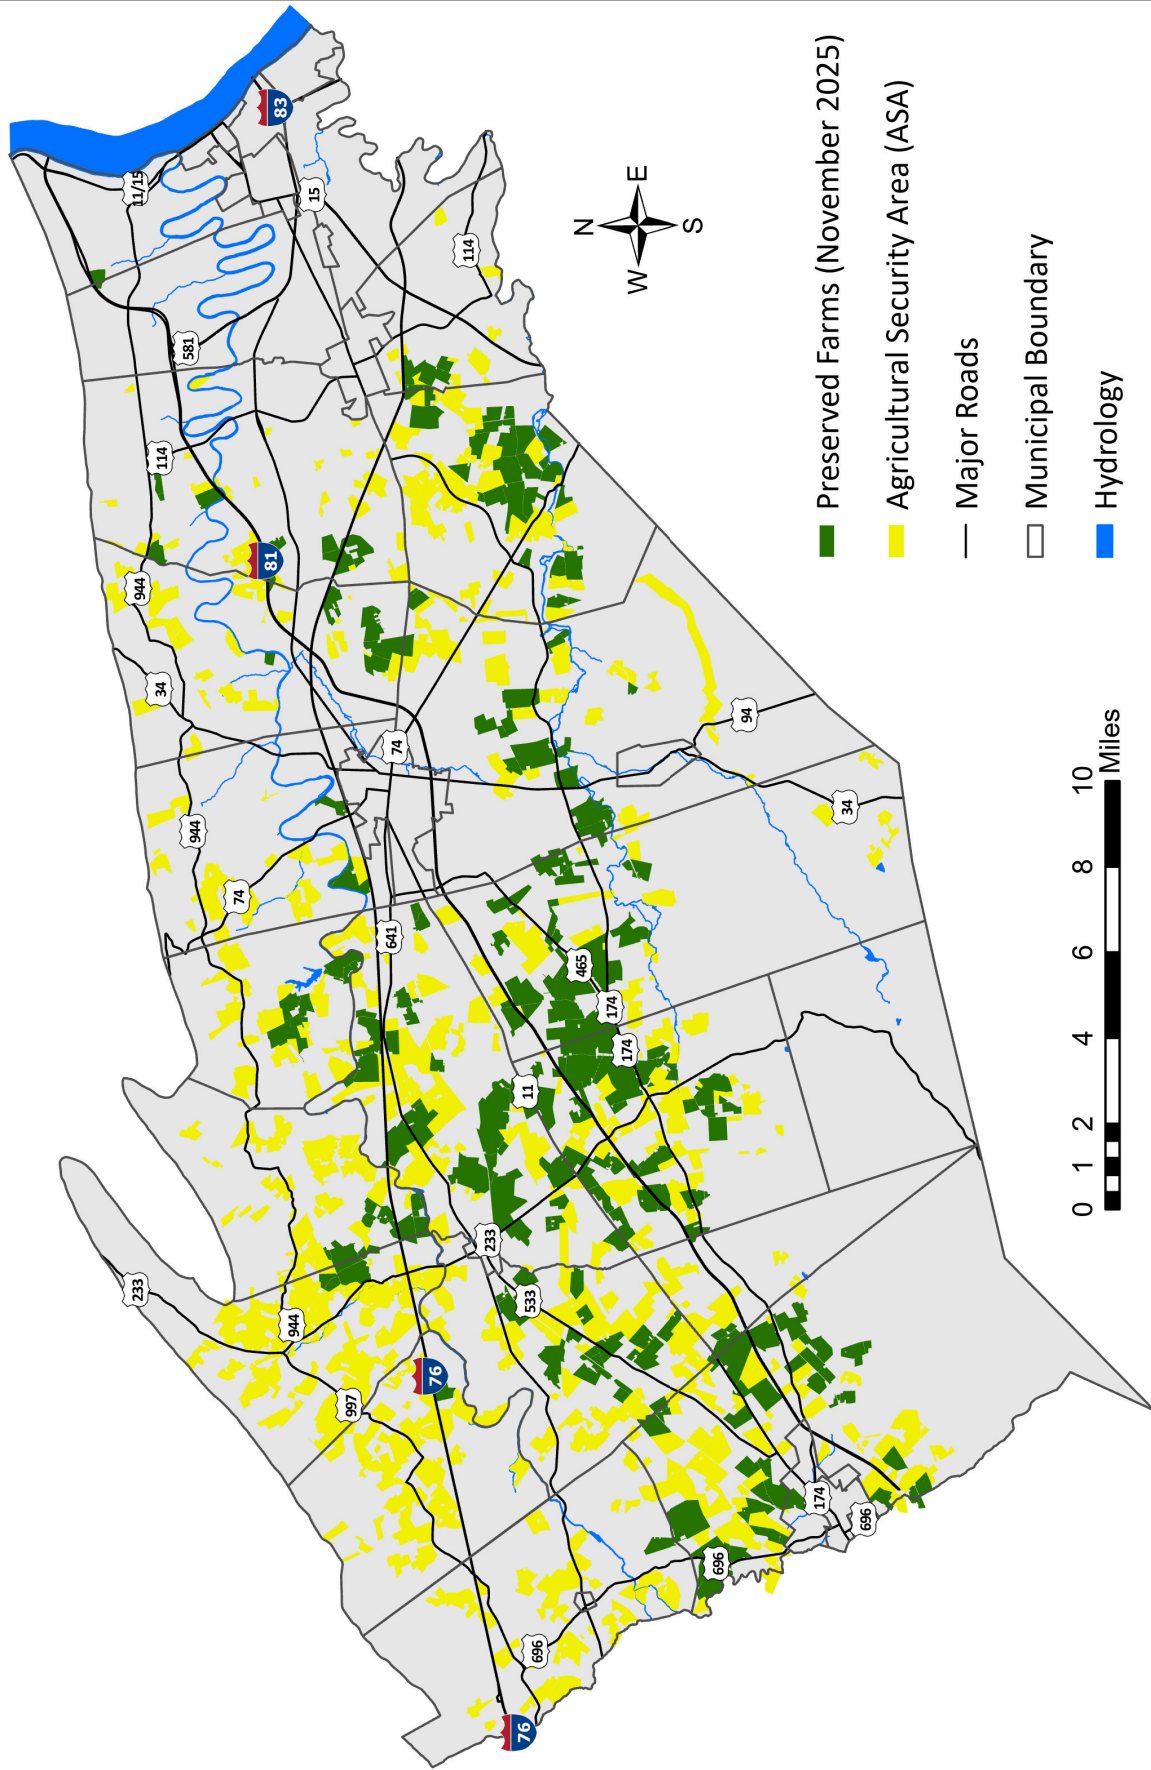 233
944
11/15
34
114
581
944
74
81
83
944
15
997
641
74
76
114
233
76
696
533
11
465
174
174
N
W
E
S
696
94
174
34
696
Preserved Farms (November 2025)
Agricultural Security Area (ASA)
Major Roads
Municipal Boundary
Hydrology
0 1 2 4 6 8 10
Miles